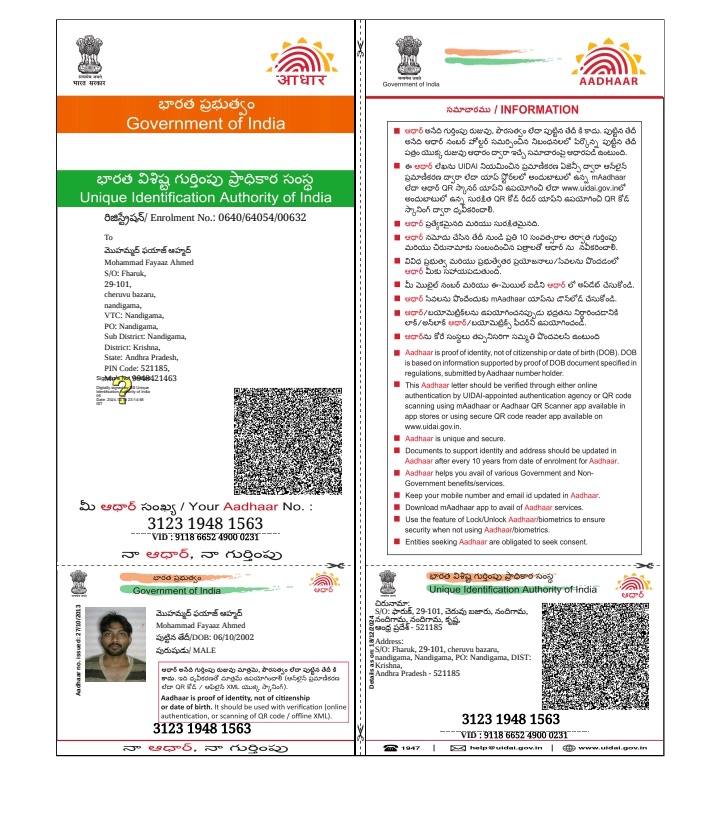 भारत सरकार
आधार
భారత ప్రభుత్వం
Government of India
భారత విశిష్ట గుర్తింపు ప్రాధికార సంస్థ
Unique Identification Authority of India
రిజిస్ట్రేషన్/ Enrolment No.: 0640/64054/00632
To
మొహమ్మద్ ఫయాజ్ ఆహ్మద్
Mohammad Fayaaz Ahmed
S/O: Fharuk,
29-101,
cheruvu bazaru,
nandigama,
VTC: Nandigama,
PO: Nandigama,
Sub District: Nandigama,
District: Krishna,
State: Andhra Pradesh,
PIN Code: 521185,
9948421463
మీ ఆధార్ సంఖ్య / Your Aadhaar No. :
3123 1948 1563
VID : 9118 6652 4900 0231
నా ఆధార్, నా గుర్తింపు
Government of India
AADHAAR
సమాచారము / INFORMATION
ఆధార్ అనేది గుర్తింపు రుజువు, పౌరసత్వం లేదా పుట్టిన తేదీ కి కాదు. పుట్టిన తేదీ
అనేది ఆధార్ నంబర్ హోల్డర్ సమర్పించిన నిబంధనలలో పేర్కొన్న పుట్టిన తేదీ
పత్రం యొక్క రుజువు ఆధారం ద్వారా ఇచ్చే సమాచారంపై ఆధారపడి ఉంటుంది.
ఈ ఆధార్ లేఖను UIDAI నియమించిన ప్రమాణీకరణ ఏజెన్సీ ద్వారా ఆన్‌లైన్
ప్రమాణీకరణ ద్వారా లేదా యాప్ స్టోర్‌లలో అందుబాటులో ఉన్న mAadhaar
లేదా ఆధార్ QR స్కానర్ యాప్‌ని ఉపయోగించి లేదా www.uidai.gov.inలో
అందుబాటులో ఉన్న సురక్షిత QR కోడ్ రీడర్ యాప్‌ని ఉపయోగించి QR కోడ్
స్కానింగ్ ద్వారా ధృవీకరించాలి.
ఆధార్ ప్రత్యేకమైనది మరియు సురక్షితమైనది.
ఆధార్ నమోదు చేసిన తేదీ నుండి ప్రతి 10 సంవత్సరాల తర్వాత గుర్తింపు
మరియు చిరునామాకు సంబంధించిన పత్రాలతో ఆధార్ ను నవీకరించాలి.
వివిధ ప్రభుత్వ మరియు ప్రభుత్వేతర ప్రయోజనాలు/సేవలను పొందడంలో
ఆధార్ మీకు సహాయపడుతుంది.
మీ మొబైల్ నంబర్ మరియు ఈ-మెయిల్ ఐడిని ఆధార్ లో అప్‌డేట్ చేసుకోండి.
ఆధార్ సేవలను పొందేందుకు mAadhaar యాప్‌ను డౌన్‌లోడ్ చేసుకోండి.
ఆధార్/బయోమెట్రిక్‌లను ఉపయోగించనప్పుడు భద్రతను నిర్ధారించడానికి
లాక్/అన్‌లాక్ ఆధార్/బయోమెట్రిక్స్ ఫీచర్‌ని ఉపయోగించండి.
ఆధార్‌ను కోరే సంస్థలు తప్పనిసరిగా సమ్మతి పొందవలసి ఉంటుంది
Aadhaar is proof of identity, not of citizenship or date of birth (DOB). DOB
is based on information supported by proof of DOB document specified in
regulations, submitted by Aadhaar number holder.
This Aadhaar letter should be verified through either online
authentication by UIDAI-appointed authentication agency or QR code
scanning using mAadhaar or Aadhaar QR Scanner app available in
app stores or using secure QR code reader app available on
www.uidai.gov.in.
Aadhaar is unique and secure.
Documents to support identity and address should be updated in
Aadhaar after every 10 years from date of enrolment for Aadhaar.
Aadhaar helps you avail of various Government and Non-
Government benefits/services.
Keep your mobile number and email id updated in Aadhaar.
Download mAadhaar app to avail of Aadhaar services.
Use the feature of Lock/Unlock Aadhaar/biometrics to ensure
security when not using Aadhaar/biometrics.
Entities seeking Aadhaar are obligated to seek consent.
భారత ప్రభుత్వం
Government of India
ఆధార్
Aadhaar no. issued: 27/10/2013
మొహమ్మద్ ఫయాజ్ ఆహ్మద్
Mohammad Fayaaz Ahmed
పుట్టిన తేదీ/DOB: 06/10/2002
పురుషుడు/ MALE
ఆధార్ అనేది గుర్తింపు రుజువు మాత్రమె, పౌరసత్వం లేదా పుట్టిన తేదీకి
కాదు. ఇది ధృవీకరణతో మాత్రమే ఉపయోగించాలి (ఆన్‌లైన్ ప్రమాణీకరణ
లేదా QR కోడ్ / ఆఫ్‌లైన్ XML యొక్క స్కానింగ్).
Aadhaar is proof of identity, not of citizenship
or date of birth. It should be used with verification (online
authentication, or scanning of QR code / offline XML).
3123 1948 1563
నా ఆధార్, నా గుర్తింపు
భారత విశిష్ట గుర్తింపు ప్రాధికార సంస్థ
Unique Identification Authority of India
ఆధార్
Details as on: 18/12/2024
చిరునామా:
S/O: ఫారుక్, 29-101, చెరువు బజారు, నందిగామ,
నందిగామ, నందిగామ, కృష్ణ,
ఆంధ్ర ప్రదేశ్ - 521185
Address:
S/O: Fharuk, 29-101, cheruvu bazaru,
nandigama, Nandigama, PO: Nandigama, DIST:
Krishna,
Andhra Pradesh - 521185
3123 1948 1563
VID : 9118 6652 4900 0231
1947 | help@uidai.gov.in | www.uidai.gov.in